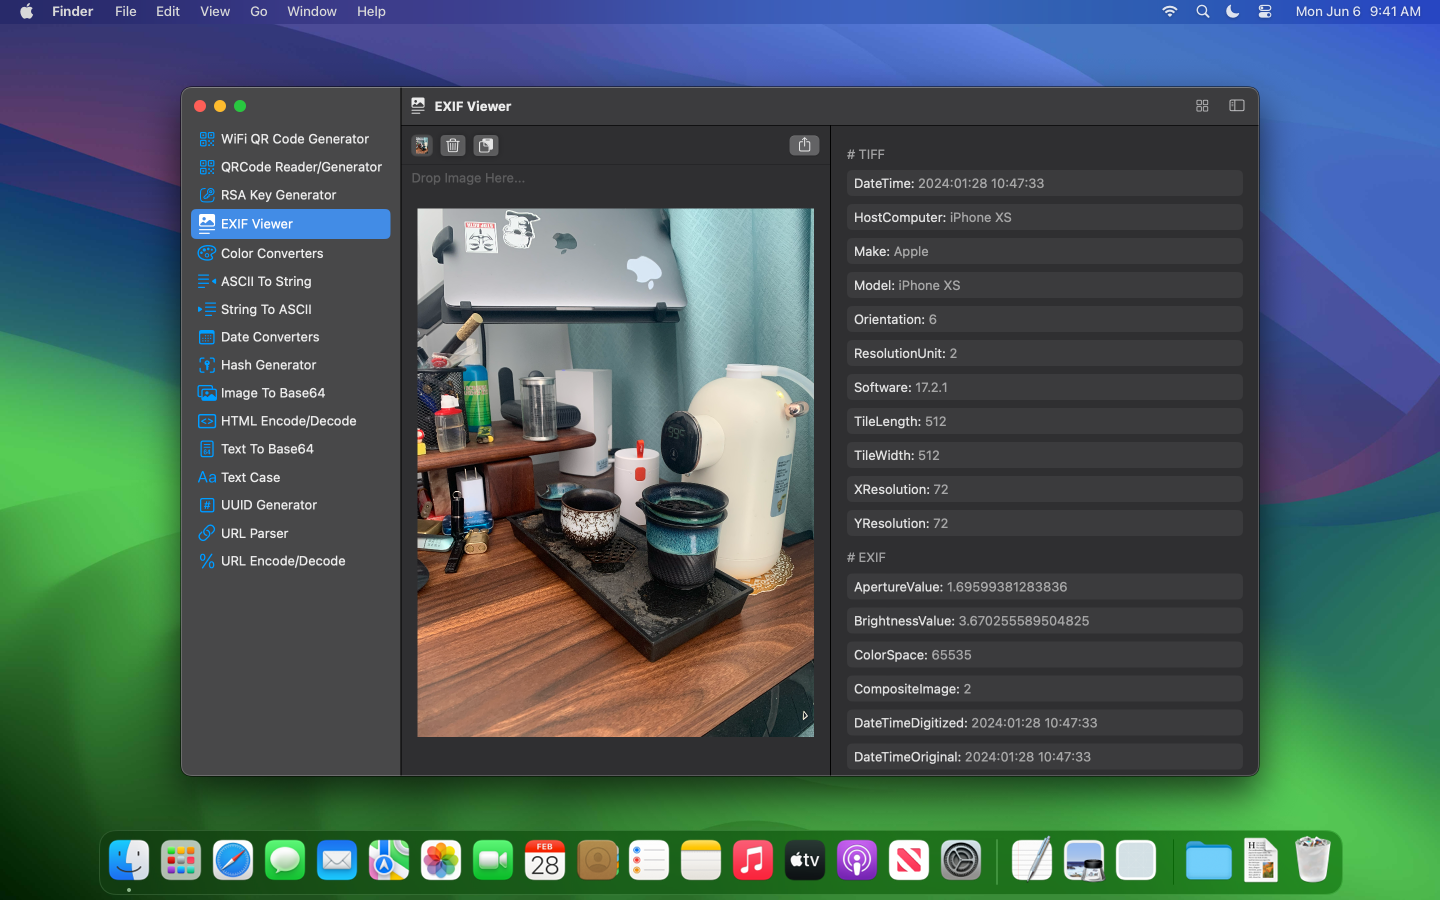 Finder File Edit View Go Window Help
Mon Jun 6 9:41 AM
WiFi QR Code Generator
QRCode Reader/Generator
RSA Key Generator
EXIF Viewer
Color Converters
ASCII To String
String To ASCII
Date Converters
Hash Generator
Image To Base64
HTML Encode/Decode
Text To Base64
Aa Text Case
UUID Generator
URL Parser
URL Encode/Decode
EXIF Viewer
Drop Image Here...
# TIFF
DateTime: 2024:01:28 10:47:33
HostComputer: iPhone XS
Make: Apple
Model: iPhone XS
Orientation: 6
ResolutionUnit: 2
Software: 17.2.1
TileLength: 512
TileWidth: 512
XResolution: 72
YResolution: 72
# EXIF
ApertureValue: 1.69599381283836
BrightnessValue: 3.670255589504825
ColorSpace: 65535
CompositeImage: 2
DateTimeDigitized: 2024:01:28 10:47:33
DateTimeOriginal: 2024:01:28 10:47:33
FEB
28
tv